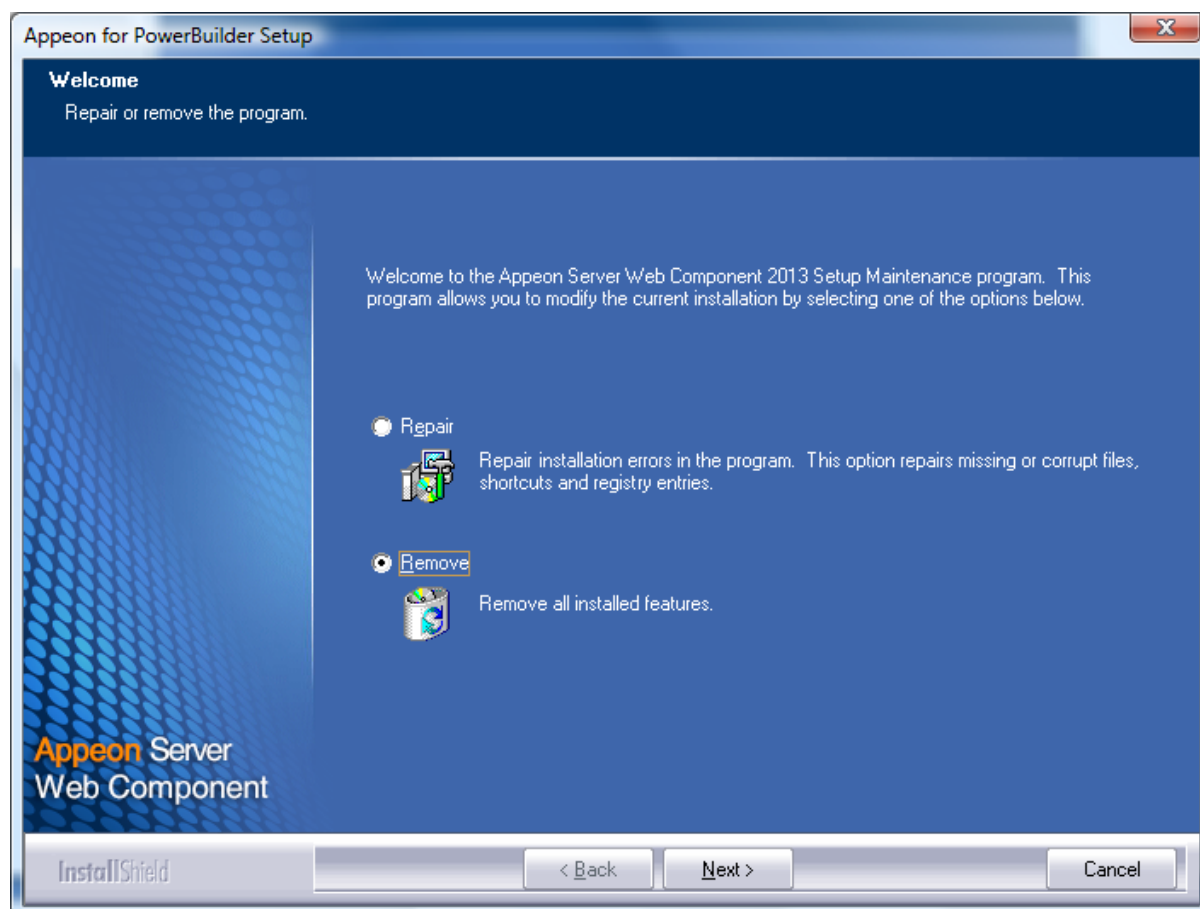 Appeon for PowerBuilder Setup
Welcome
Repair or remove the program.
Welcome to the Appeon Server Web Component 2013 Setup Maintenance program. This
program allows you to modify the current installation by selecting one of the options below.
Repair
Repair installation errors in the program. This option repairs missing or corrupt files,
shortcuts and registry entries.
Remove
Remove all installed features.
Appeon Server
Web Component
InstallShield
< Back
Next >
Cancel